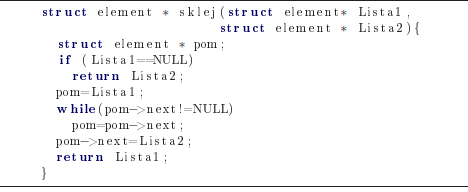 struct element * sklej(struct element* Lista1,
struct element * Lista2){
struct element * pom;
if (Lista1==NULL)
return Lista2;
pom=Lista1;
while(pom->next!=NULL)
pom=pom->next;
pom->next=Lista2;
return Lista1;
}